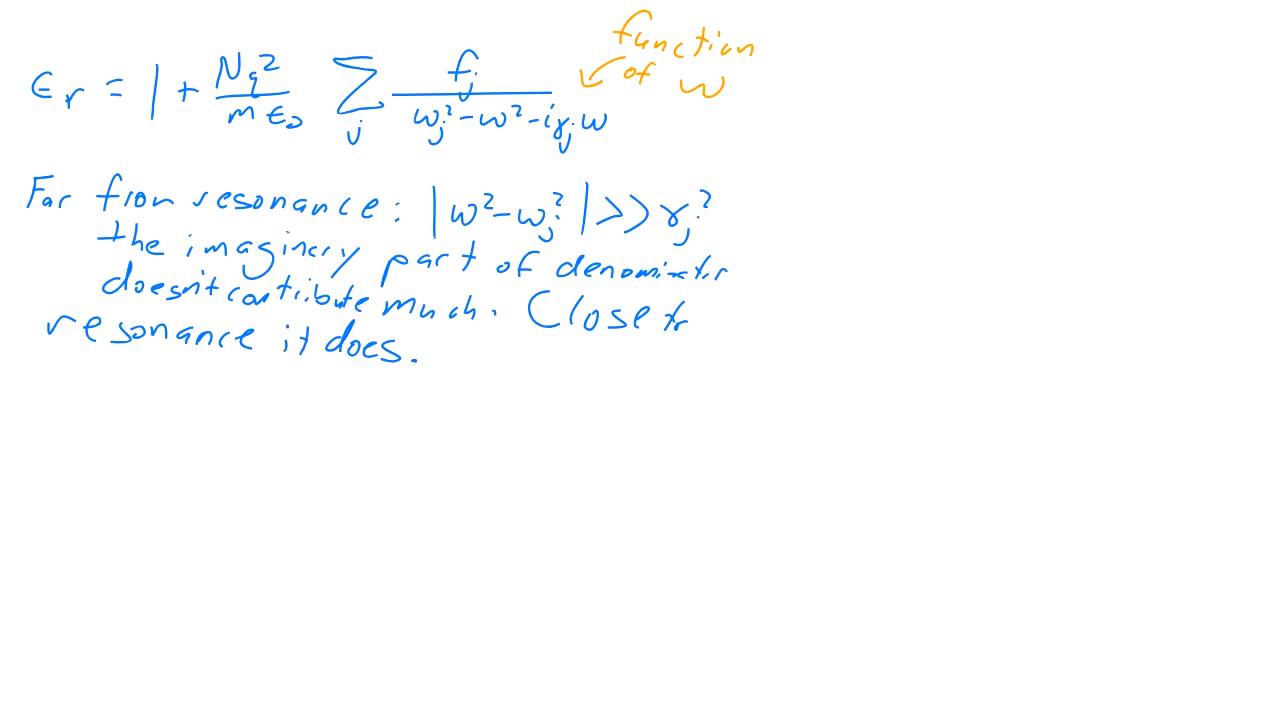 ϵᵣ = 1 + Nq²/(mϵ₀) Σⱼ fⱼ/(ωⱼ² - ω² - iγⱼω)
function
of ω
Far from resonance: |ω² - ωⱼ²| >> γⱼ²
the imaginary part of denominator
doesn't contribute much. Close to
resonance it does.